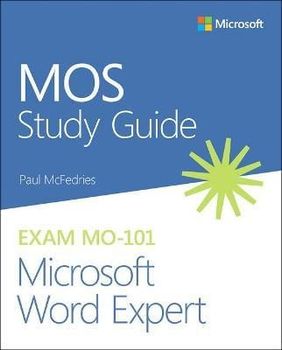 Microsoft
MOS
Study Guide
Paul McFedries
EXAM MO-101
Microsoft
Word Expert